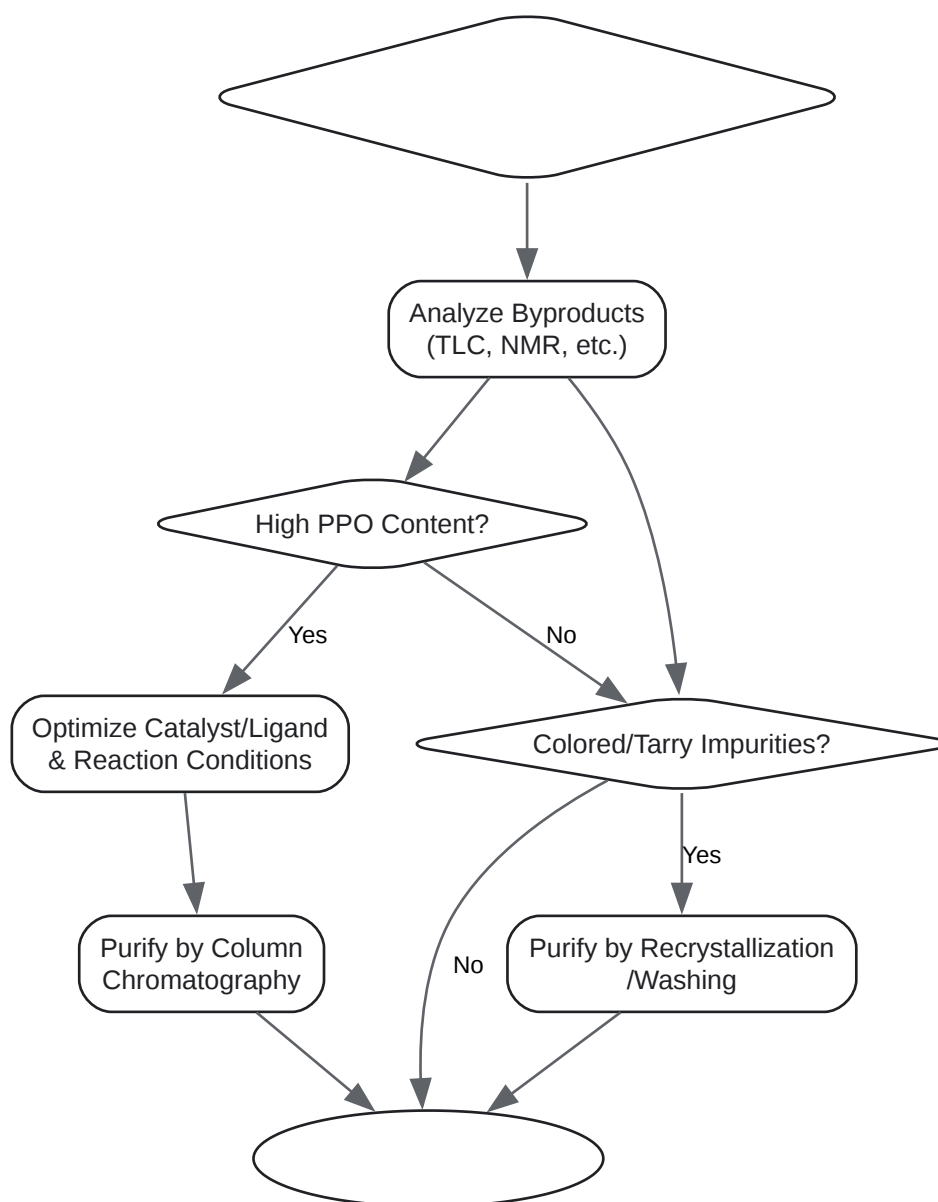 Analyze Byproducts
(TLC, NMR, etc.)
High PPO Content?
Yes
No
Optimize Catalyst/Ligand
& Reaction Conditions
Colored/Tarry Impurities?
Yes
No
Purify by Column
Chromatography
Purify by Recrystallization
/Washing